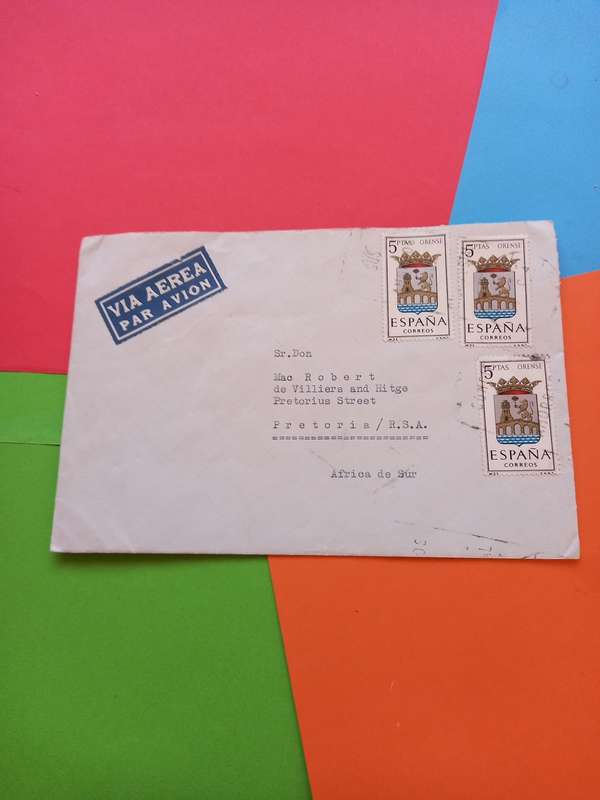 VIA AEREA
PAR AVION
5 PTAS ORENSE
ESPAÑA
CORREOS
5 PTAS ORENSE
ESPAÑA
CORREOS
5 PTAS ORENSE
ESPAÑA
CORREOS
Sr.Don
Mac Robert
de Villiers and Hitge
Pretorius Street
Pretoria/R.S.A.
Africa de Sur